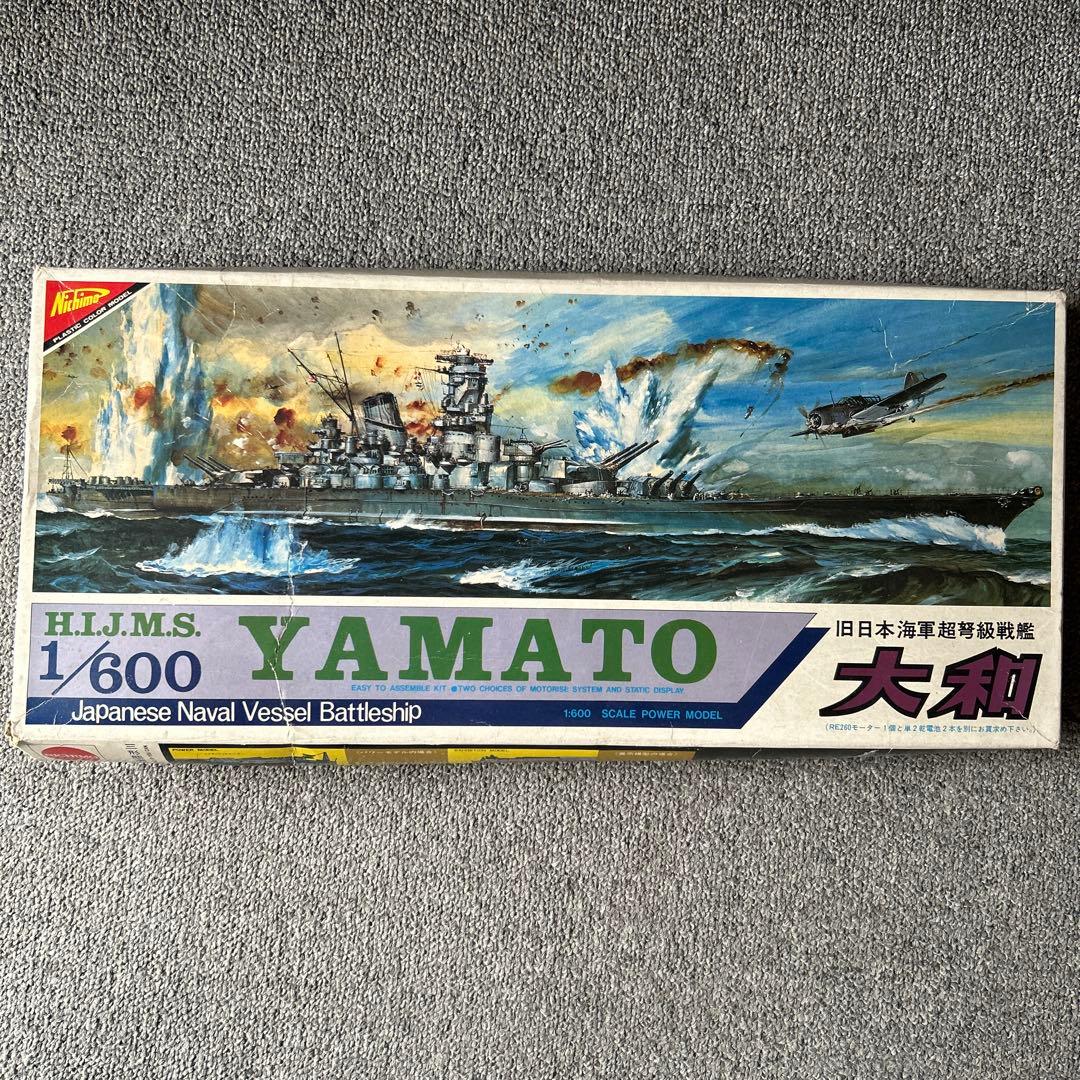 Nichimo
PLASTIC COLOR MODEL
H.I.J.M.S.
1/600
YAMATO
EASY TO ASSEMBLE KIT ●TWO CHOICES OF MOTORISE SYSTEM AND STATIC DISPLAY
Japanese Naval Vessel Battleship
1:600 SCALE POWER MODEL
旧日本海軍超弩級戦艦
大和
(RE260モーター1個と単2乾電池2本を別にお買求め下さい。)
POWER MODEL